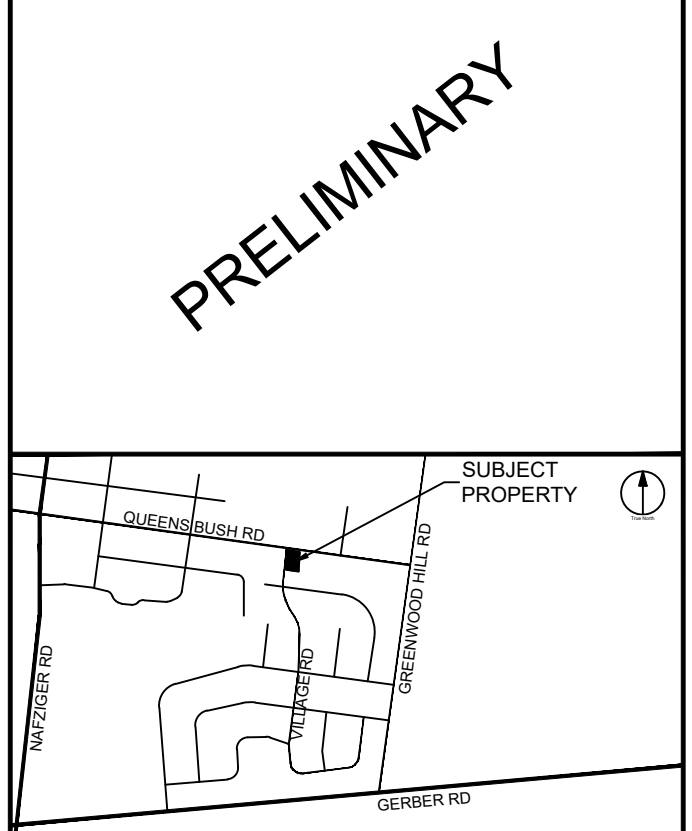 PRELIMINARY
SUBJECT
PROPERTY
True North
QUEENS BUSH RD
GREENWOOD HILL RD
NAFZIGER RD
VILLAGE RD
GERBER RD